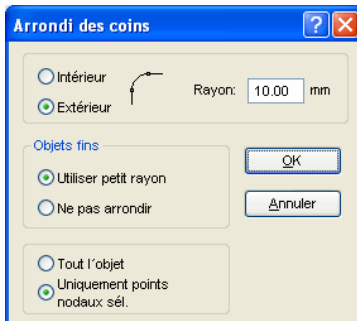 Arrondi des coins
Intérieur
Extérieur
Rayon: 10.00 mm
Objets fins
Utiliser petit rayon
Ne pas arrondir
OK
Annuler
Tout l'objet
Uniquement points
nodaux sél.